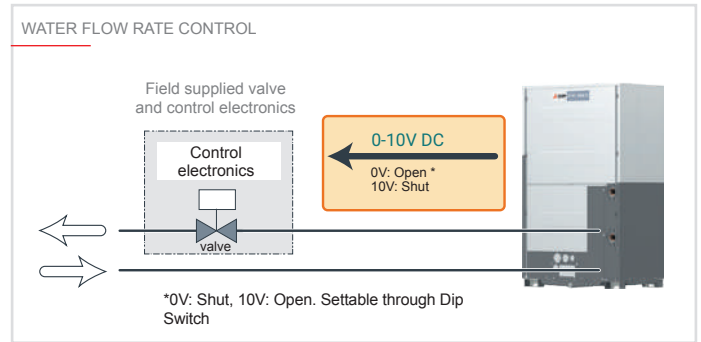 WATER FLOW RATE CONTROL
Field supplied valve
and control electronics
Control
electronics
valve
0-10V DC
0V: Open *
10V: Shut
*0V: Shut, 10V: Open. Settable through Dip
Switch